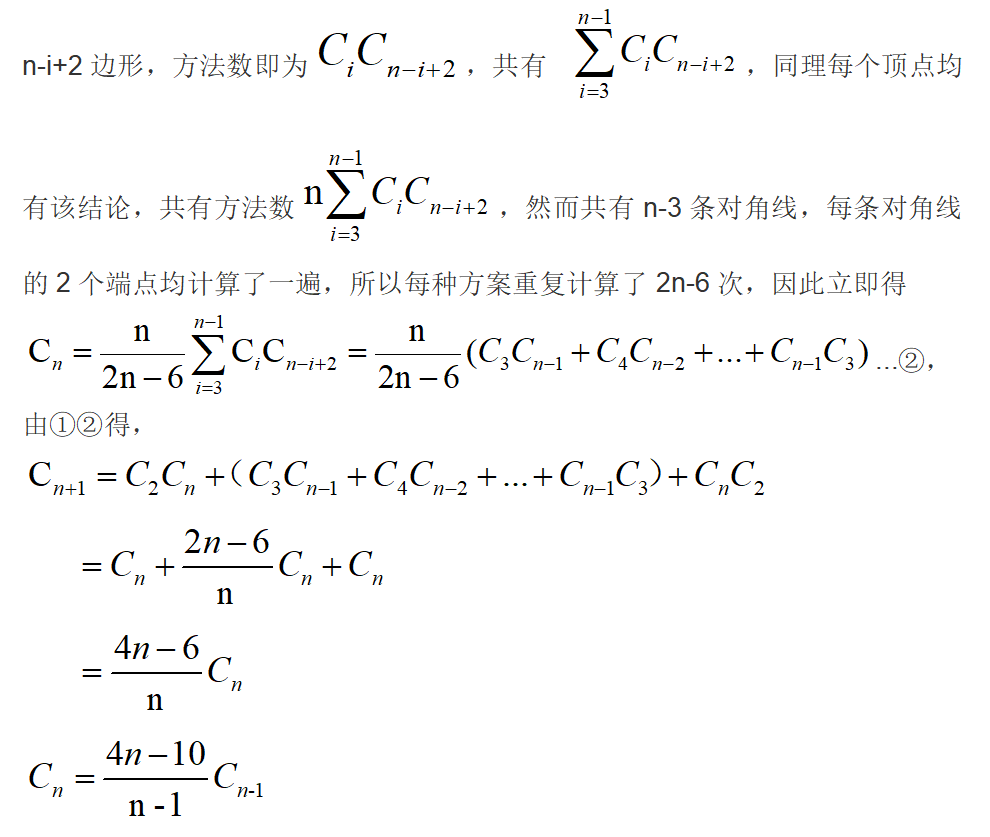 n-i+2 边形，方法数即为 $C_iC_{n-i+2}$ ，共有 $\sum_{i=3}^{n-1}C_iC_{n-i+2}$ ，同理每个顶点均
有该结论，共有方法数 $n\sum_{i=3}^{n-1}C_iC_{n-i+2}$ ，然而共有 n-3 条对角线，每条对角线
的 2 个端点均计算了一遍，所以每种方案重复计算了 2n-6 次，因此立即得
$C_n=\frac{n}{2n-6}\sum_{i=3}^{n-1}C_iC_{n-i+2}=\frac{n}{2n-6}(C_3C_{n-1}+C_4C_{n-2}+...+C_{n-1}C_3)$ …②，
由①②得，
$C_{n+1}=C_2C_n+（C_3C_{n-1}+C_4C_{n-2}+...+C_{n-1}C_3）+C_nC_2$
$=C_n+\frac{2n-6}{n}C_n+C_n$
$=\frac{4n-6}{n}C_n$
$C_n=\frac{4n-10}{n-1}C_{n-1}$